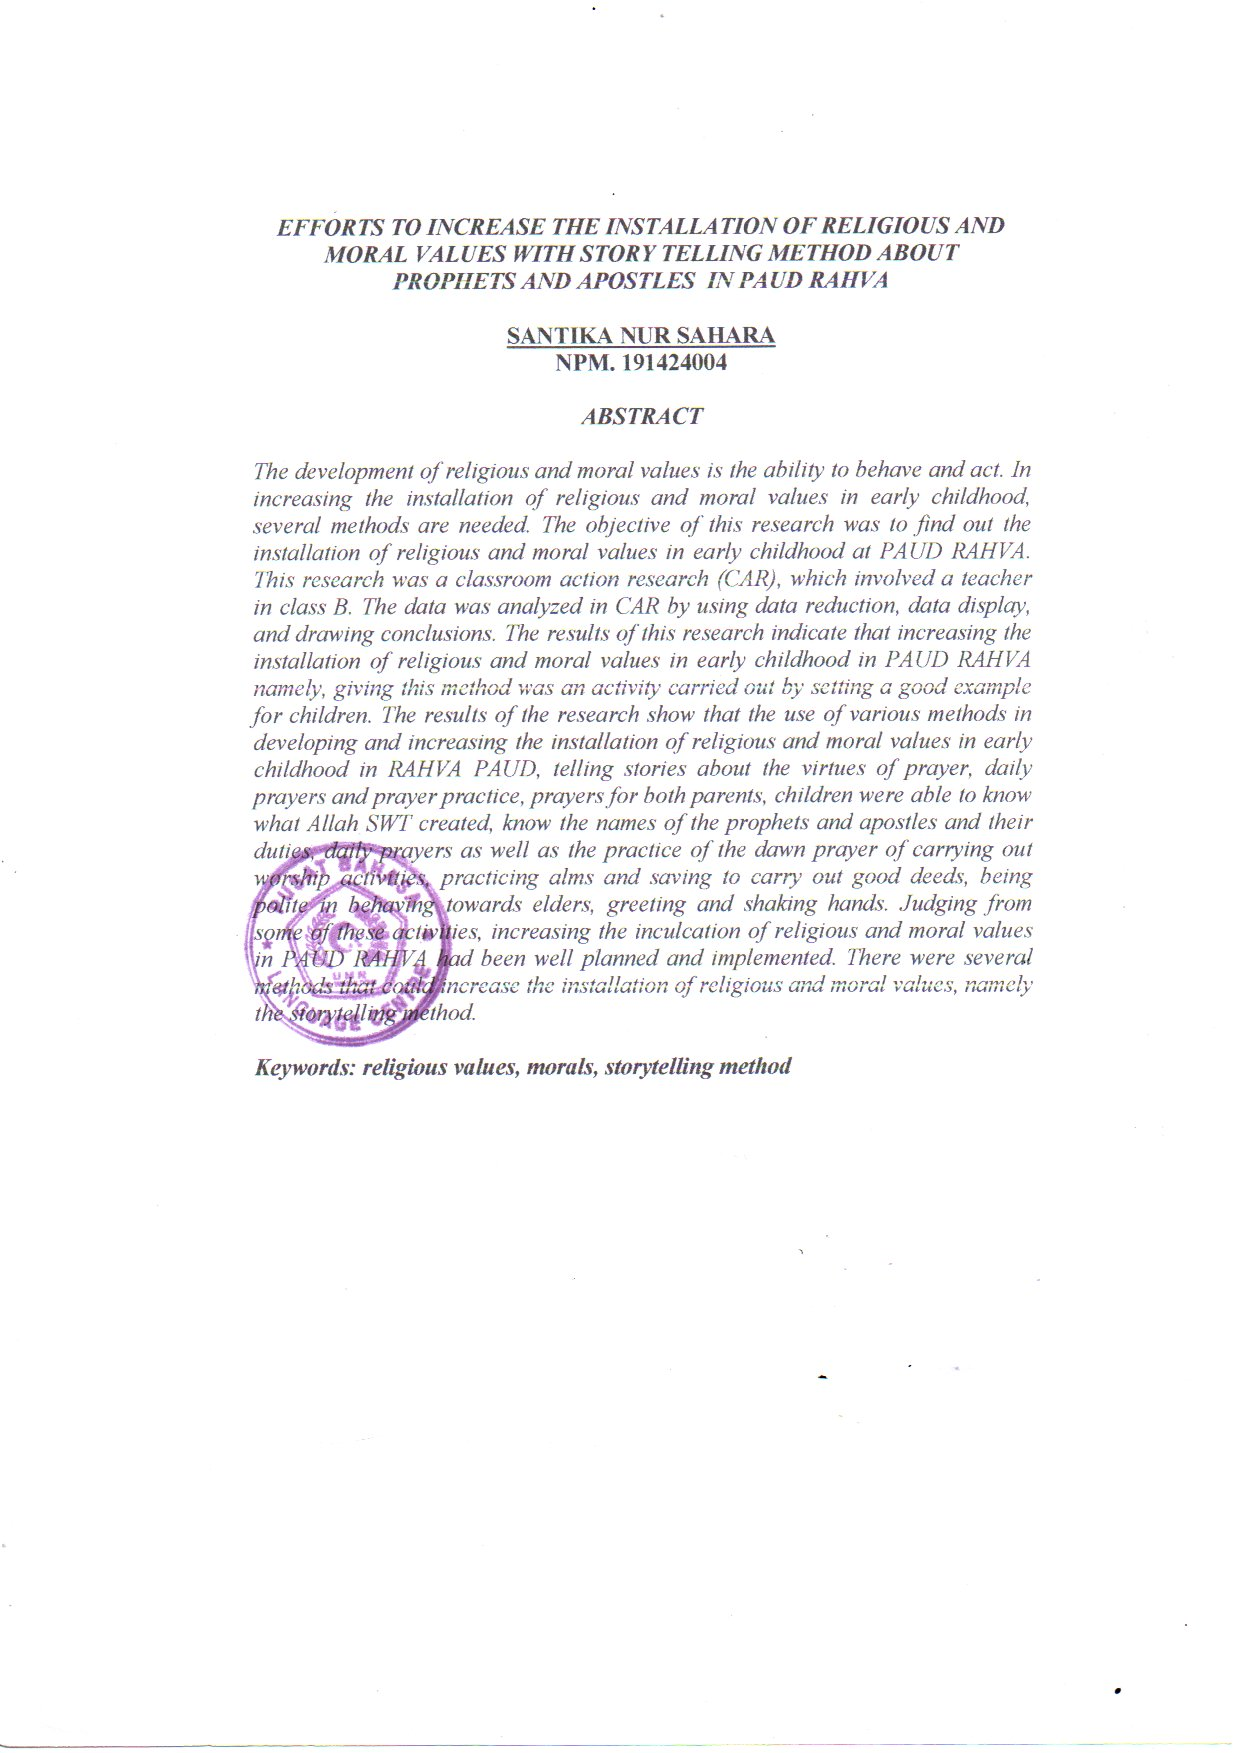 EFFORTS TO INCREASE THE INSTALLATION OF RELIGIOUS AND
MORAL VALUES WITH STORY TELLING METHOD ABOUT
PROPHETS AND APOSTLES IN PAUD RAHVA
SANTIKA NUR SAHARA
NPM. 191424004
ABSTRACT
The development of religious and moral values is the ability to behave and act. In
increasing the installation of religious and moral values in early childhood,
several methods are needed. The objective of this research was to find out the
installation of religious and moral values in early childhood at PAUD RAHVA.
This research was a classroom action research (CAR), which involved a teacher
in class B. The data was analyzed in CAR by using data reduction, data display,
and drawing conclusions. The results of this research indicate that increasing the
installation of religious and moral values in early childhood in PAUD RAHVA
namely, giving this method was an activity carried out by setting a good example
for children. The results of the research show that the use of various methods in
developing and increasing the installation of religious and moral values in early
childhood in RAHVA PAUD, telling stories about the virtues of prayer, daily
prayers and prayer practice, prayers for both parents, children were able to know
what Allah SWT created, know the names of the prophets and apostles and their
duties, daily prayers as well as the practice of the dawn prayer of carrying out
worship activities, practicing alms and saving to carry out good deeds, being
polite in behaving towards elders, greeting and shaking hands. Judging from
some of these activities, increasing the inculcation of religious and moral values
in PAUD RAHVA had been well planned and implemented. There were several
methods that could increase the installation of religious and moral values, namely
the storytelling method.
Keywords: religious values, morals, storytelling method
PUSAT BAHASA
LANGUAGE CENTRE